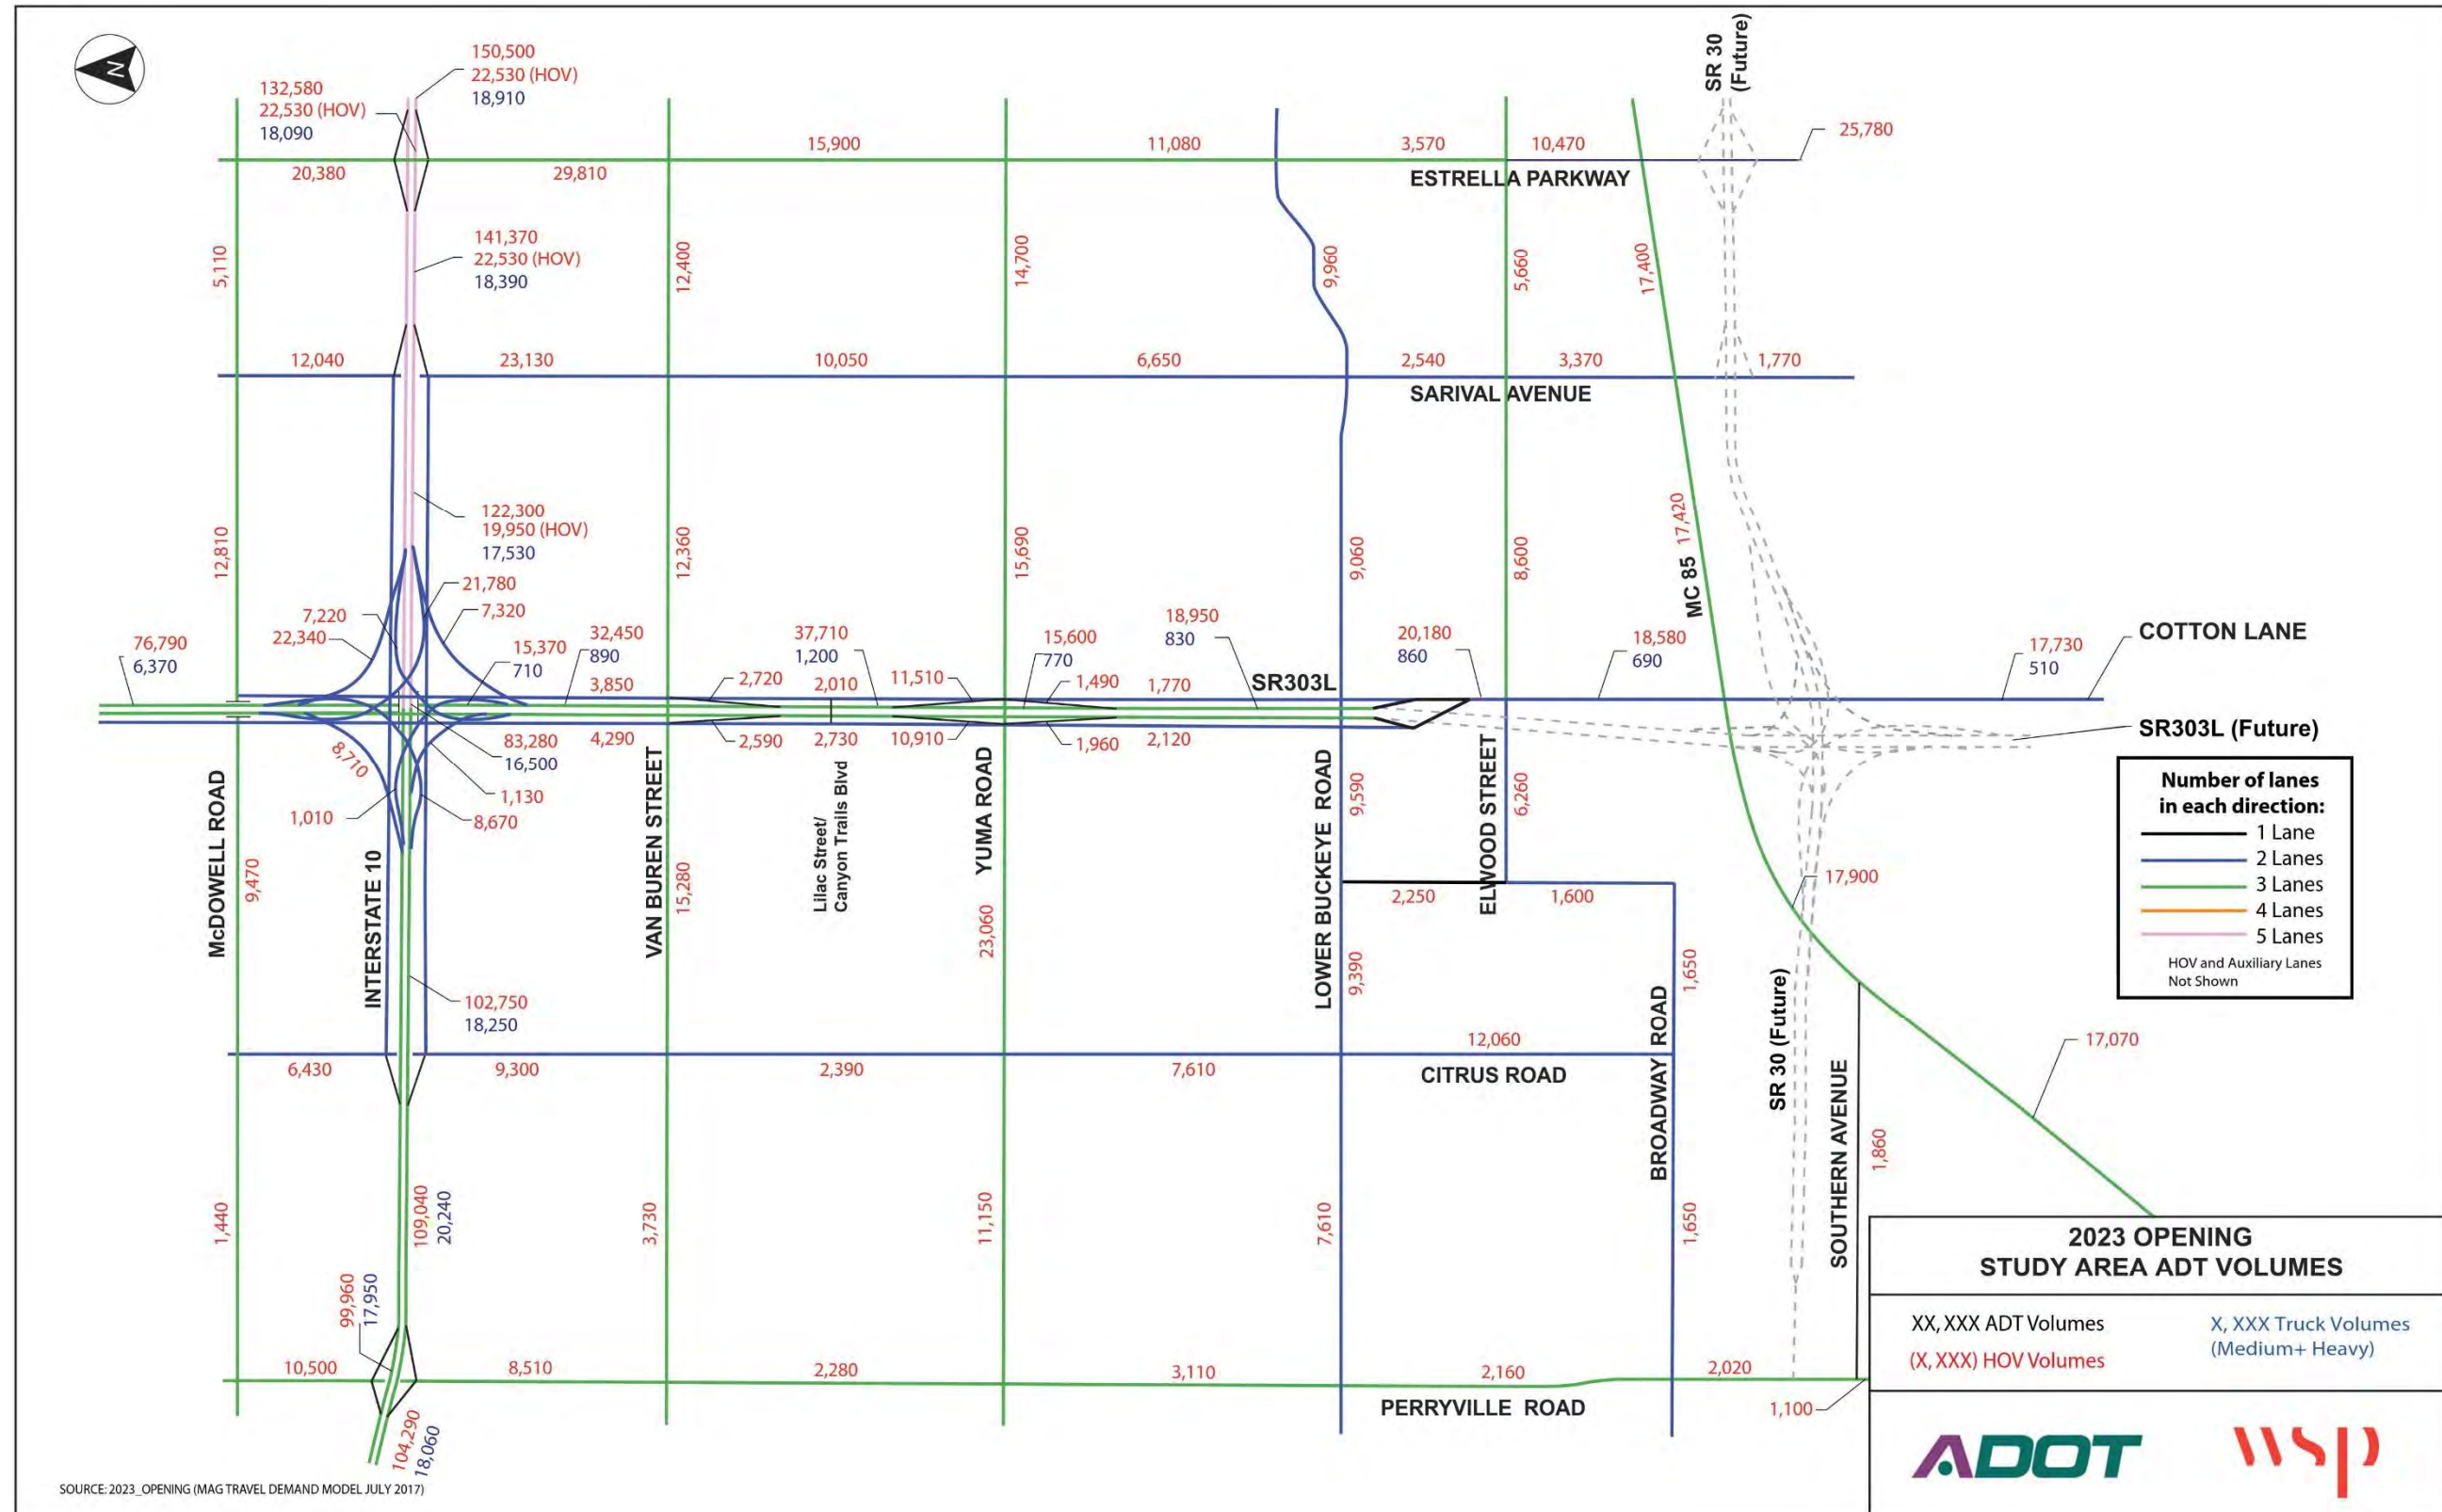 N
150,500
22,530 (HOV)
18,910
132,580
22,530 (HOV)
18,090
SR 30
(Future)
15,900
11,080
3,570
10,470
25,780
20,380
29,810
ESTRELLA PARKWAY
141,370
22,530 (HOV)
18,390
5,110
12,400
14,700
9,960
5,660
17,400
12,040
23,130
10,050
6,650
2,540
3,370
1,770
SARIVAL AVENUE
122,300
19,950 (HOV)
17,530
12,810
12,360
15,690
9,060
8,600
17,420
MC 85
21,780
7,320
7,220
22,340
76,790
6,370
15,370
710
32,450
890
37,710
1,200
15,600
770
18,950
830
20,180
860
18,580
690
17,730
510
COTTON LANE
3,850
2,720
2,010
11,510
1,490
1,770
SR303L
8,710
83,280
16,500
4,290
2,590
2,730
10,910
1,960
2,120
SR303L (Future)
1,130
1,010
8,670
McDOWELL ROAD
9,470
INTERSTATE 10
VAN BUREN STREET
15,280
Lilac Street/
Canyon Trails Blvd
YUMA ROAD
23,060
LOWER BUCKEYE ROAD
9,590
ELWOOD STREET
6,260
2,250
1,600
17,900
9,390
1,650
102,750
18,250
Number of lanes
in each direction:
1 Lane
2 Lanes
3 Lanes
4 Lanes
5 Lanes
HOV and Auxiliary Lanes
Not Shown
6,430
9,300
2,390
7,610
12,060
CITRUS ROAD
BROADWAY ROAD
SR 30 (Future)
SOUTHERN AVENUE
17,070
1,860
1,440
109,040
20,240
3,730
11,150
7,610
1,650
99,960
17,950
10,500
8,510
2,280
3,110
2,160
2,020
PERRYVILLE ROAD
1,100
104,290
18,060
2023 OPENING
STUDY AREA ADT VOLUMES
XX, XXX ADT Volumes
(X, XXX) HOV Volumes
X, XXX Truck Volumes
(Medium+ Heavy)
ADOT
wsp
SOURCE: 2023_OPENING (MAG TRAVEL DEMAND MODEL JULY 2017)